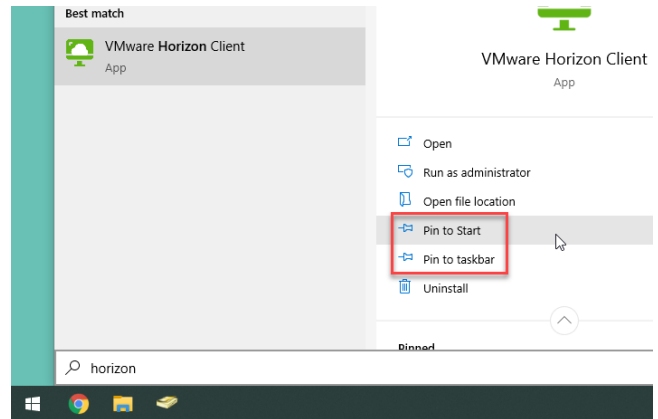 Best match
VMware Horizon Client
App
VMware Horizon Client
App
Open
Run as administrator
Open file location
Pin to Start
Pin to taskbar
Uninstall
Pinned
horizon